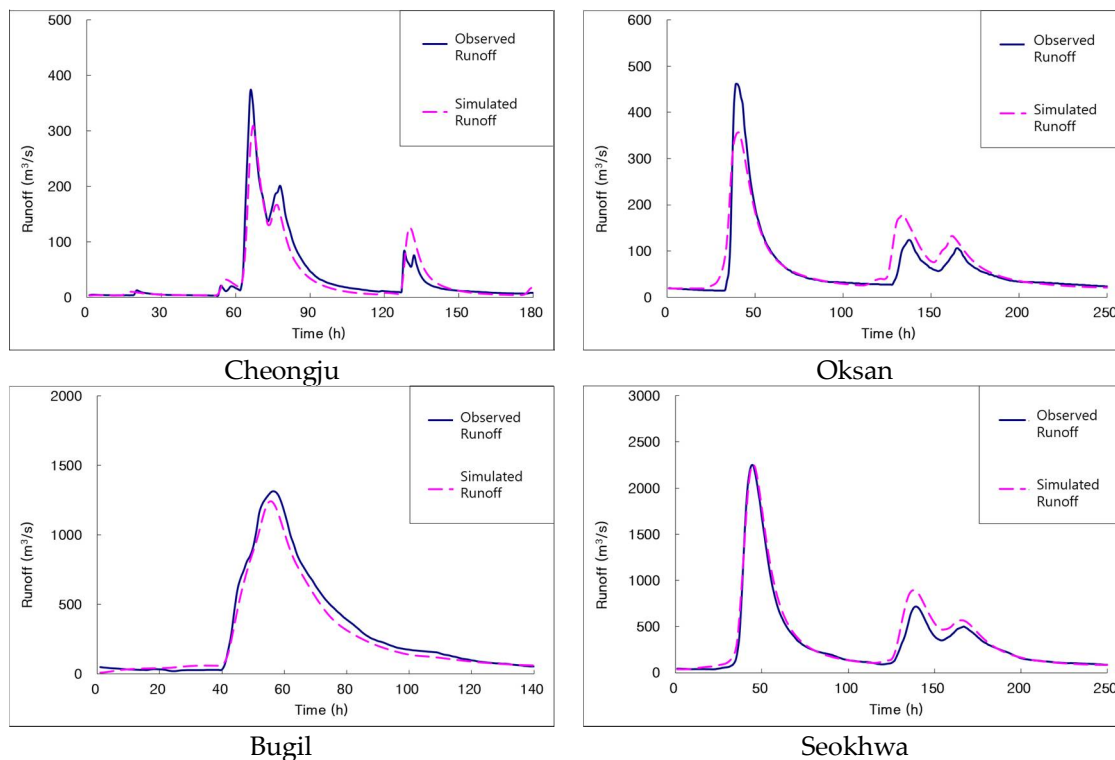 500
400
300
200
100
0
Runoff (m³/s)
0 30 60 90 120 150 180
Time (h)
Observed
Runoff
Simulated
Runoff
Cheongju
600
500
400
300
200
100
0
Runoff (m³/s)
0 50 100 150 200 250
Time (h)
Observed
Runoff
Simulated
Runoff
Oksan
2000
1500
1000
500
0
Runoff (m³/s)
0 20 40 60 80 100 120 140
Time (h)
Observed
Runoff
Simulated
Runoff
Bugil
3000
2500
2000
1500
1000
500
0
Runoff (m³/s)
0 50 100 150 200 250
Time (h)
Observed
Runoff
Simulated
Runoff
Seokhwa